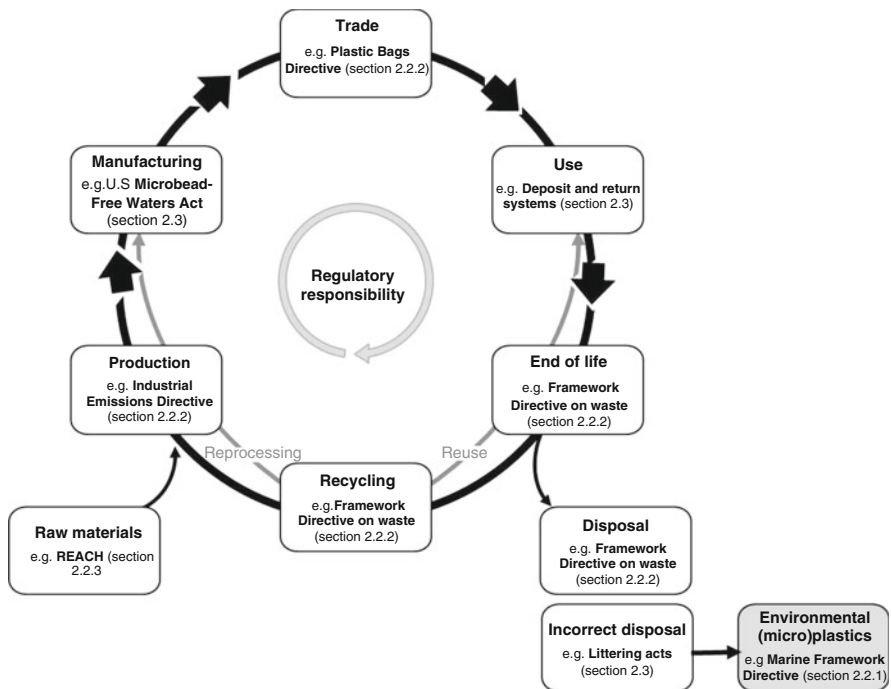 Trade
e.g. Plastic Bags
Directive (section 2.2.2)
Manufacturing
e.g.U.S Microbead-
Free Waters Act
(section 2.3)
Use
e.g. Deposit and return
systems (section 2.3)
Regulatory
responsibility
Production
e.g. Industrial
Emissions Directive
(section 2.2.2)
End of life
e.g. Framework
Directive on waste
(section 2.2.2)
Reprocessing
Reuse
Recycling
e.g.Framework
Directive on waste
(section 2.2.2)
Raw materials
e.g. REACH (section
2.2.3
Disposal
e.g. Framework
Directive on waste
(section 2.2.2)
Incorrect disposal
e.g. Littering acts
(section 2.3)
Environmental
(micro)plastics
e.g Marine Framework
Directive (section 2.2.1)